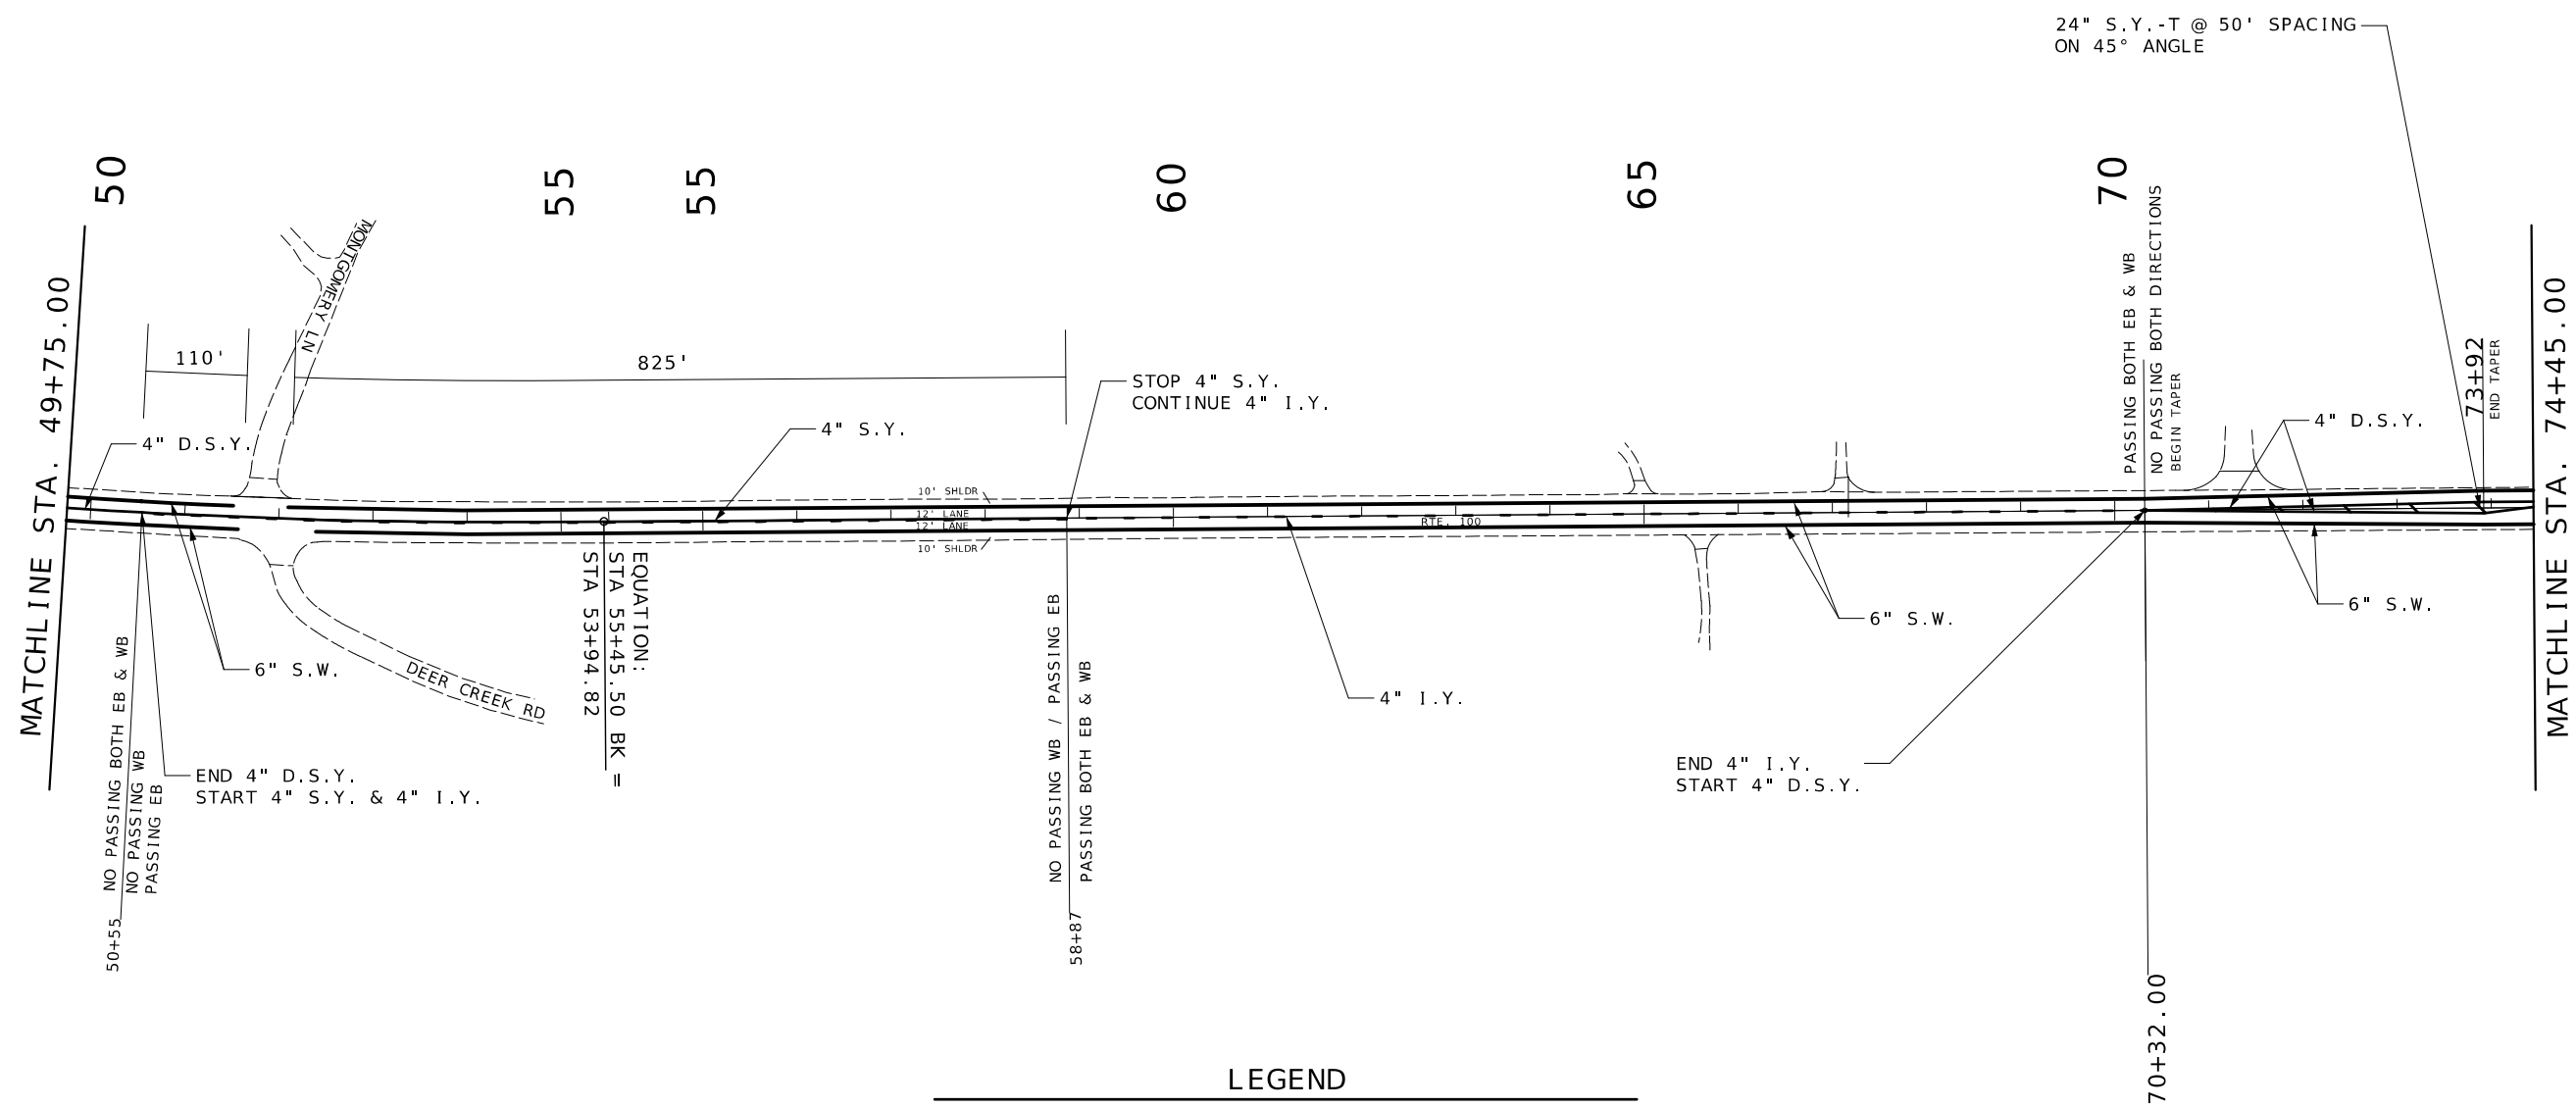 24" S.Y.-T @ 50' SPACING
ON 45° ANGLE
50
55
55
60
65
70
MATCHLINE STA. 49+75.00
MONTGOMERY LN
110'
825'
4" D.S.Y.
4" S.Y.
STOP 4" S.Y.
CONTINUE 4" I.Y.
PASSING BOTH EB & WB
NO PASSING BOTH DIRECTIONS
BEGIN TAPER
4" D.S.Y.
73+92
END TAPER
MATCHLINE STA. 74+45.00
10' SHLDR
12' LANE
12' LANE
10' SHLDR
RTE. 100
6" S.W.
DEER CREEK RD
EQUATION:
STA 55+45.50 BK =
STA 53+94.82
NO PASSING WB / PASSING EB
PASSING BOTH EB & WB
58+87
4" I.Y.
6" S.W.
6" S.W.
END 4" I.Y.
START 4" D.S.Y.
NO PASSING BOTH EB & WB
NO PASSING WB
PASSING EB
50+55
END 4" D.S.Y.
START 4" S.Y. & 4" I.Y.
70+32.00
LEGEND